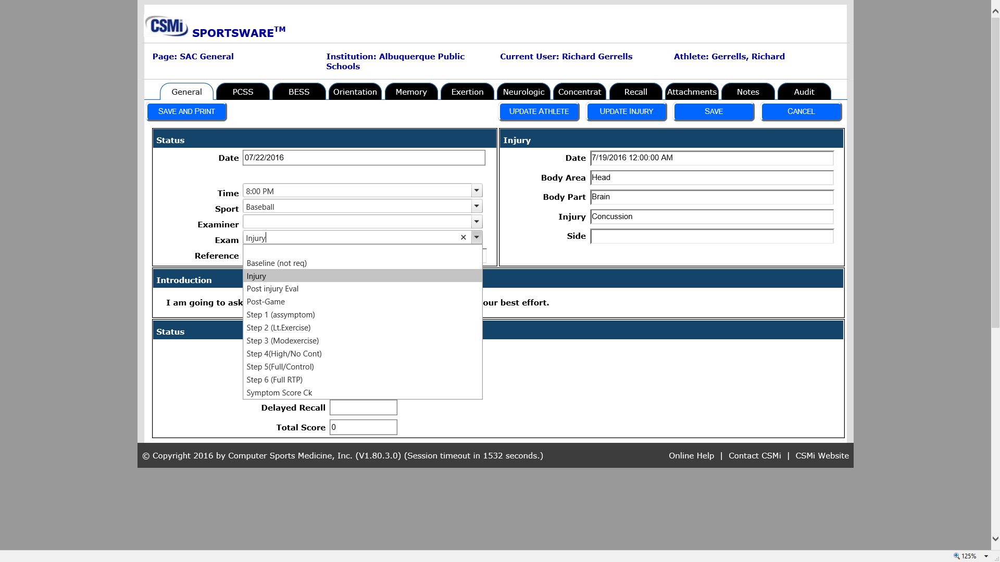 CSMi SPORTSWARE™
Page: SAC General
Institution: Albuquerque Public
Schools
Current User: Richard Gerrells
Athlete: Gerrells, Richard
General PCSS BESS Orientation Memory Exertion Neurologic Concentrat Recall Attachments Notes Audit
SAVE AND PRINT UPDATE ATHLETE UPDATE INJURY SAVE CANCEL
Status
Date 07/22/2016
Time 8:00 PM
Sport Baseball
Examiner
Exam Injury
Reference
Baseline (not req)
Injury
Post injury Eval
Post-Game
Step 1 (assymptom)
Step 2 (Lt.Exercise)
Step 3 (Modexercise)
Step 4(High/No Cont)
Step 5(Full/Control)
Step 6 (Full RTP)
Symptom Score Ck
Injury
Date 7/19/2016 12:00:00 AM
Body Area Head
Body Part Brain
Injury Concussion
Side
Introduction
I am going to ask our best effort.
Status
Delayed Recall
Total Score 0
© Copyright 2016 by Computer Sports Medicine, Inc. (V1.80.3.0) (Session timeout in 1532 seconds.)
Online Help | Contact CSMi | CSMi Website
125%